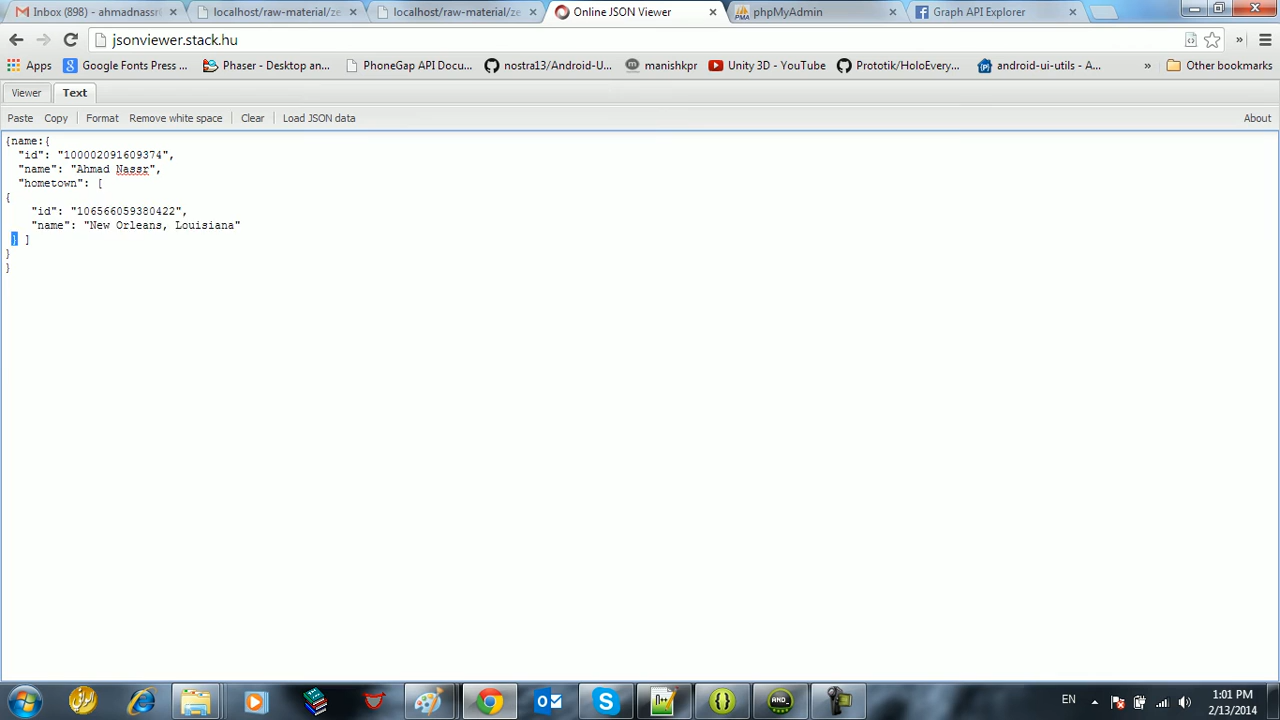 Inbox (898) - ahmadnassr
localhost/raw-material/ze
localhost/raw-material/ze
Online JSON Viewer
phpMyAdmin
Graph API Explorer
jsonviewer.stack.hu
Apps
Google Fonts Press ...
Phaser - Desktop an...
PhoneGap API Docu...
nostra13/Android-U...
manishkpr
Unity 3D - YouTube
Prototik/HoloEvery...
android-ui-utils - A...
»
Other bookmarks
Viewer
Text
Paste
Copy
Format
Remove white space
Clear
Load JSON data
About
{name:{
"id": "100002091609374",
"name": "Ahmad Nassr",
"hometown": [
{
"id": "106566059380422",
"name": "New Orleans, Louisiana"
} ]
}
}
EN
1:01 PM
2/13/2014